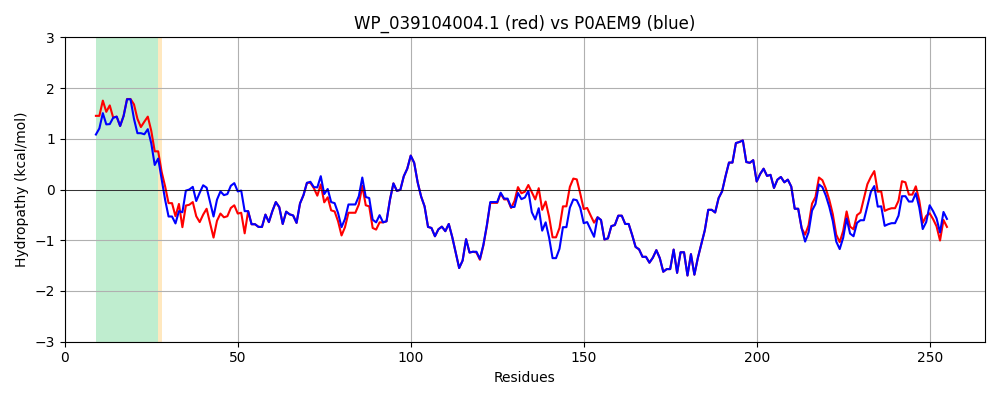 WP_039104004.1 (red) vs P0AEM9 (blue)
Hydropathy (kcal/mol)
3
2
1
0
−1
−2
−3
0 50 100 150 200 250
Residues